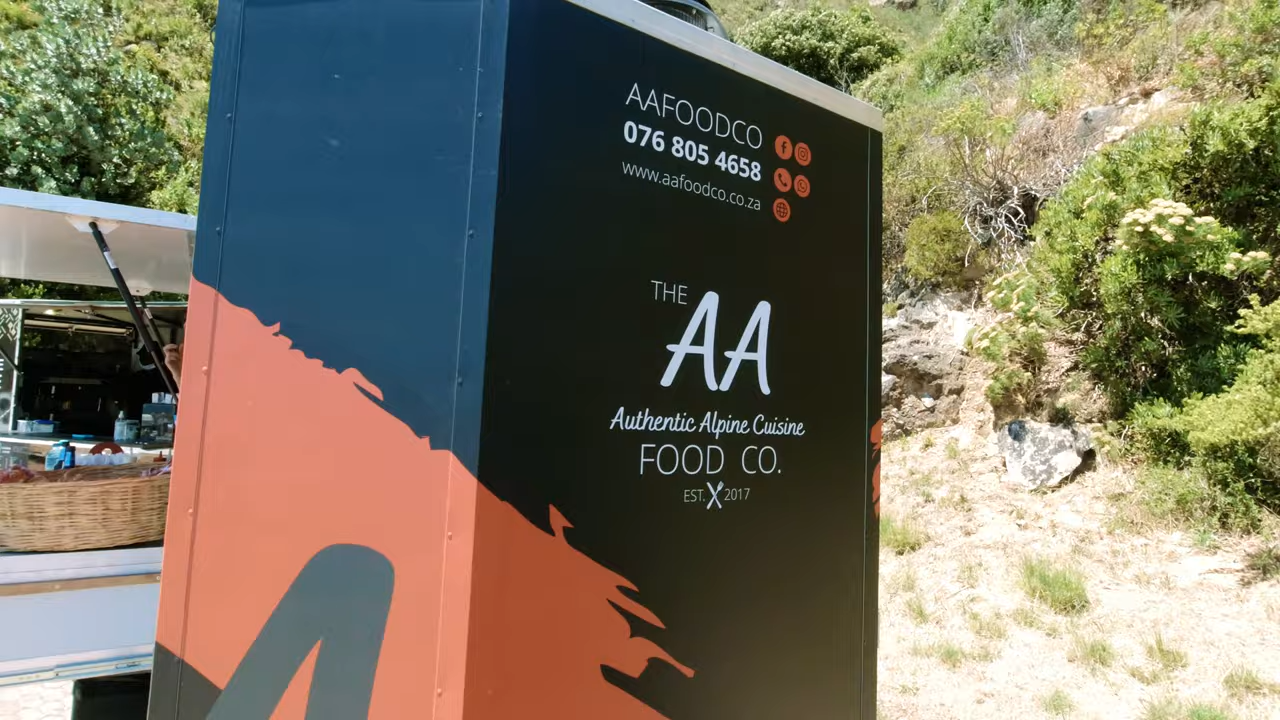 AAFOODCO
076 805 4658
www.aafoodco.co.za
THE
AA
Authentic Alpine Cuisine
FOOD CO.
EST. 2017